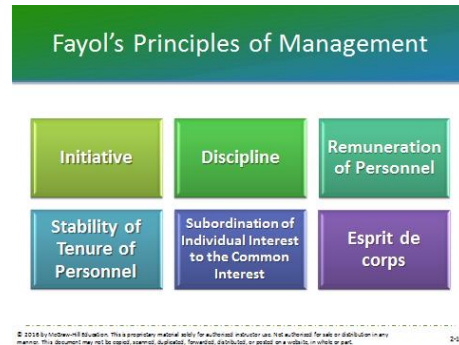 Fayol's Principles of Management
Initiative
Discipline
Remuneration
of Personnel
Stability of
Tenure of
Personnel
Subordination of
Individual Interest
to the Common
Interest
Esprit de
corps
© 2016 by McGraw-Hill Education. This is proprietary material solely for authorized instructor use. Not authorized for sale or distribution in any
manner. This document may not be copied, scanned, duplicated, forwarded, distributed, or posted on a website, in whole or part.